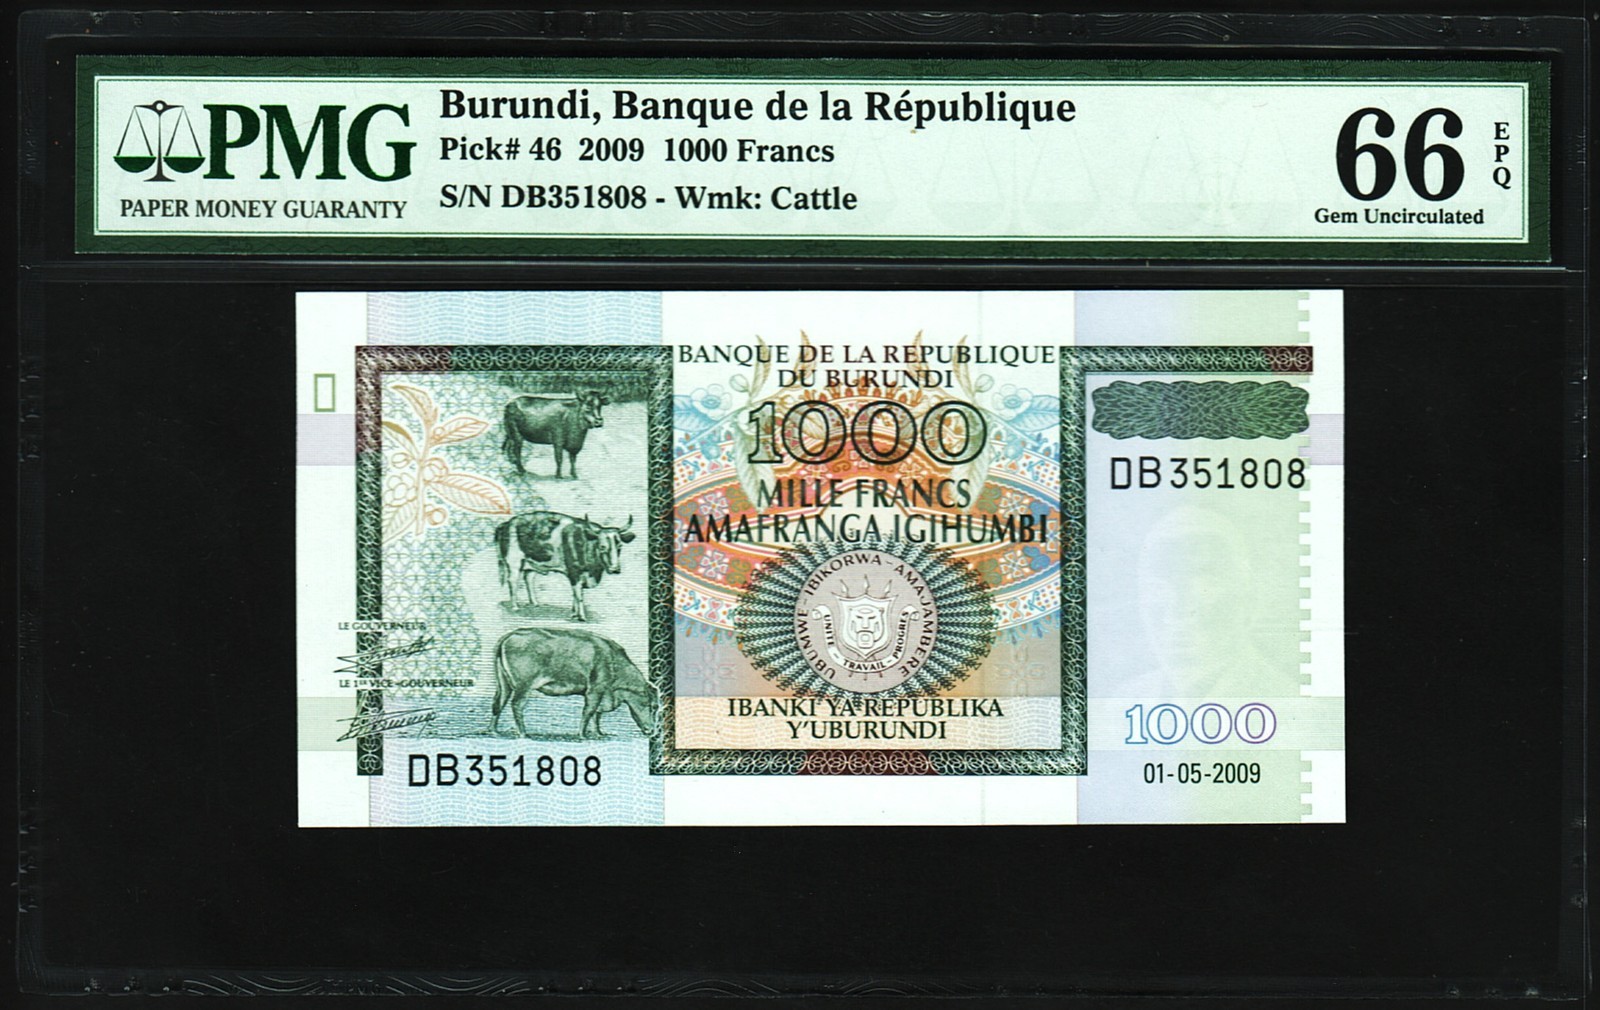 PMG
PAPER MONEY GUARANTY
Burundi, Banque de la République
Pick# 46 2009 1000 Francs
S/N DB351808 - Wmk: Cattle
66
EPQ
Gem Uncirculated
BANQUE DE LA REPUBLIQUE
DU BURUNDI
1000
MILLE FRANCS
AMAFRANGA IGIHUMBI
DB351808
UBUMWE-IBIKORWA-AMAJAMBERE
UNITE - TRAVAIL - PROGRES
LE GOUVERNEUR
LE 1ER VICE-GOUVERNEUR
IBANKI YA REPUBLIKA
Y'UBURUNDI
DB351808
1000
01-05-2009